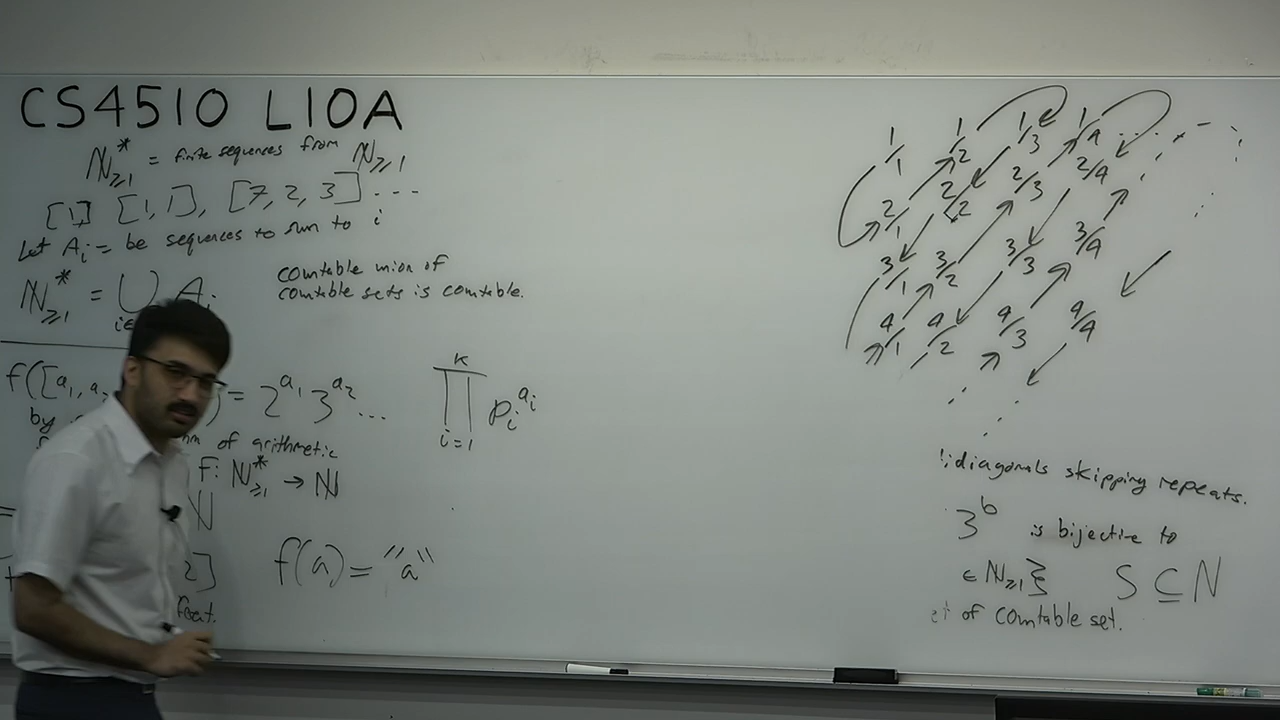 CS4510 L10A
ℕ*≥1 = finite sequences from ℕ≥1
[1] [1,1], [7,2,3] ....
Let Ai = be sequences to sum to i
ℕ*≥1 = ⋃ Ai
countable union of
countable sets is countable.
f([a1, a2 ) = 2^a1 3^a2 ...
∏ i=1 k pi^ai
by
of arithmetic
f: ℕ*≥1 → ℕ
ℕ
2]
f(a) = "a"
feat.
1/1 1/2 1/3 1/4
2/1 2/2 2/3 2/4
3/1 3/2 3/3 3/4
4/1 4/2 4/3 4/4
diagonals skipping repeats.
3^b is bijective to
∈ ℕ≥1} S ⊆ ℕ
of countable set.